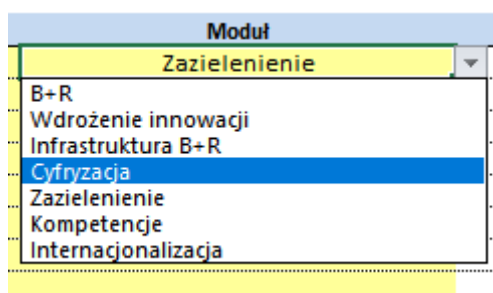 Moduł
Zazielenienie
B+R
Wdrożenie innowacji
Infrastruktura B+R
Cyfryzacja
Zazielenienie
Kompetencje
Internacjonalizacja